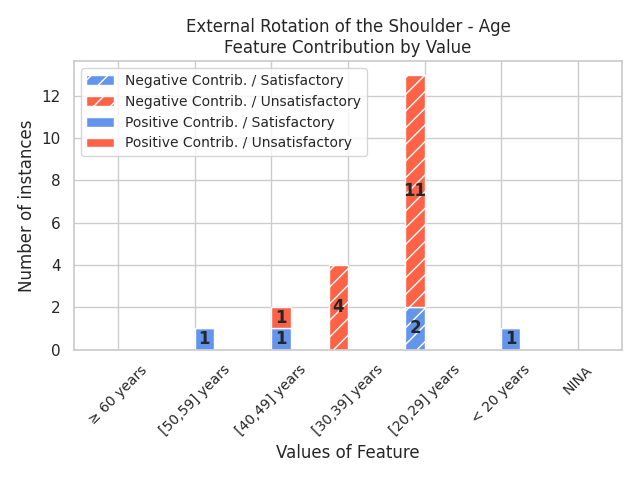 External Rotation of the Shoulder - Age
Feature Contribution by Value
Negative Contrib. / Satisfactory
Negative Contrib. / Unsatisfactory
Positive Contrib. / Satisfactory
Positive Contrib. / Unsatisfactory
Number of instances
12
10
8
6
4
2
0
1
1
1
4
11
2
1
≥ 60 years
[50,59] years
[40,49] years
[30,39] years
[20,29] years
< 20 years
NINA
Values of Feature